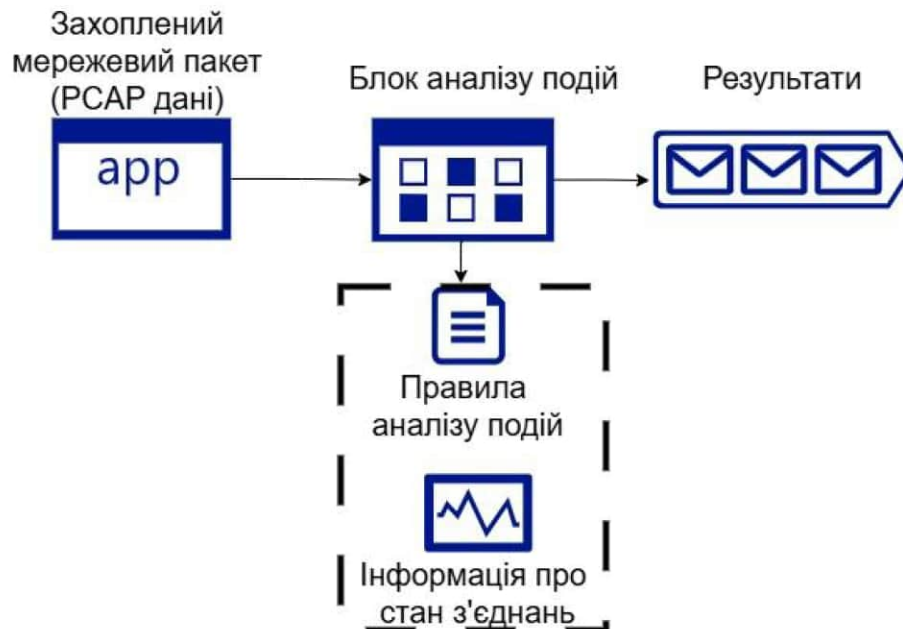 Захоплений
мережевий пакет
(PCAP дані)
Блок аналізу подій
Результати
app
Правила
аналізу подій
Інформація про
стан з'єднань